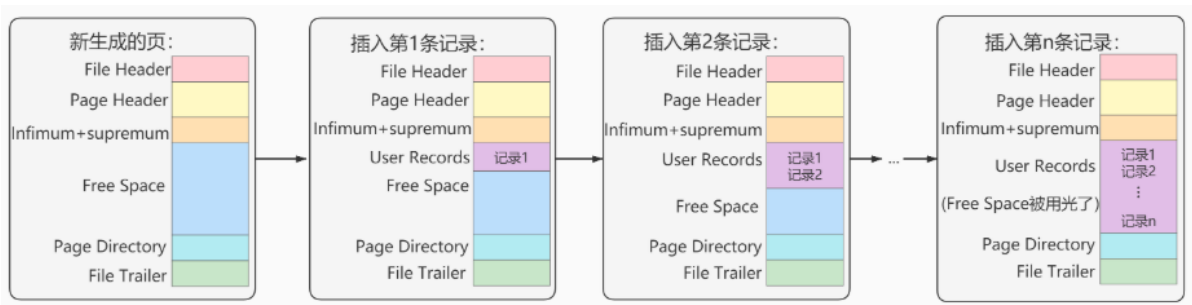 新生成的页：
File Header
Page Header
Infimum+supremum
Free Space
Page Directory
File Trailer
插入第1条记录：
File Header
Page Header
Infimum+supremum
User Records
记录1
Free Space
Page Directory
File Trailer
插入第2条记录：
File Header
Page Header
Infimum+supremum
User Records
记录1
记录2
Free Space
Page Directory
File Trailer
...
插入第n条记录：
File Header
Page Header
Infimum+supremum
User Records
(Free Space被用光了)
记录1
记录2
⋮
记录n
Page Directory
File Trailer